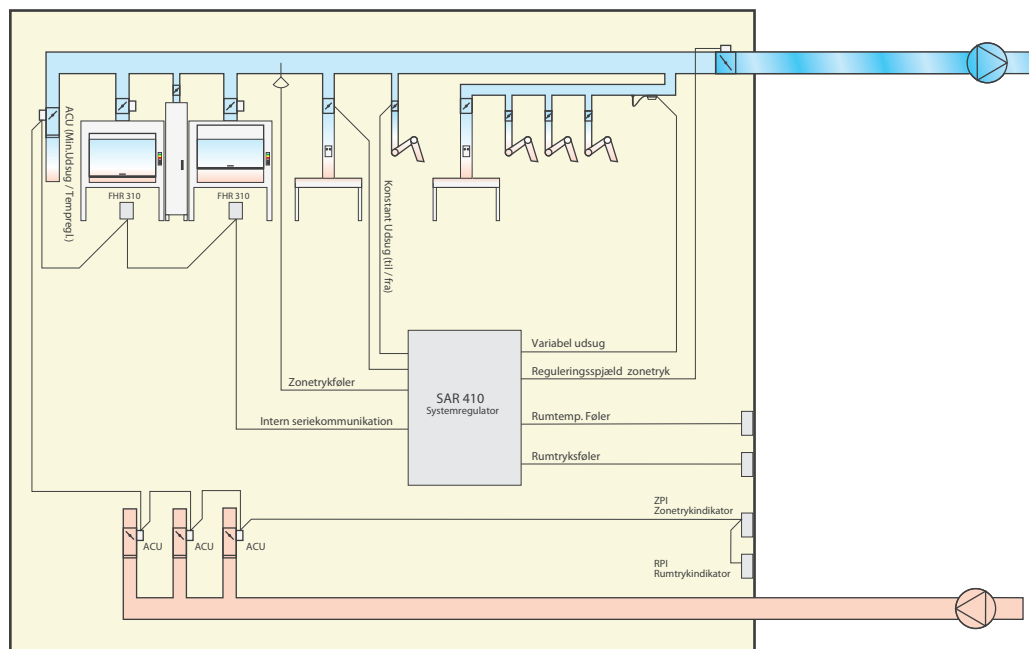 ACU (Min.Udsug / Tempregl.)
FHR 310
FHR 310
Konstant Udsug (til / fra)
Zonetrykføler
Intern seriekommunikation
SAR 410
Systemregulator
Variabel udsug
Reguleringsspjæld zonetryk
Rumtemp. Føler
Rumtryksføler
ZPI
Zonetrykindikator
RPI
Rumtrykindikator
ACU
ACU
ACU